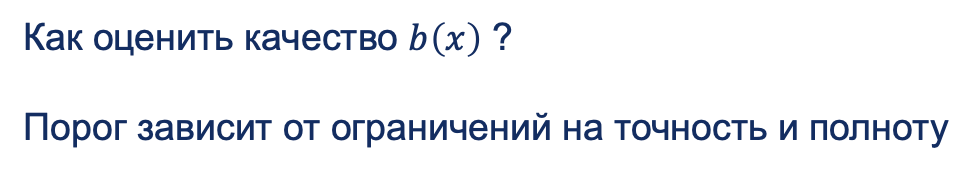 Как оценить качество b(x) ?
Порог зависит от ограничений на точность и полноту